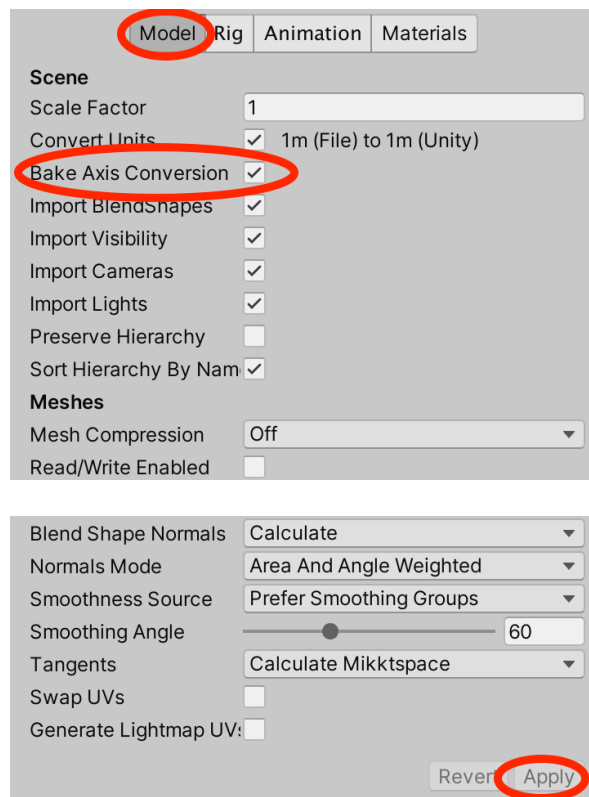 Model Rig Animation Materials
Scene
Scale Factor 1
Convert Units 1m (File) to 1m (Unity)
Bake Axis Conversion
Import BlendShapes
Import Visibility
Import Cameras
Import Lights
Preserve Hierarchy
Sort Hierarchy By Nam
Meshes
Mesh Compression Off
Read/Write Enabled
Blend Shape Normals Calculate
Normals Mode Area And Angle Weighted
Smoothness Source Prefer Smoothing Groups
Smoothing Angle 60
Tangents Calculate Mikktspace
Swap UVs
Generate Lightmap UVs
Revert Apply